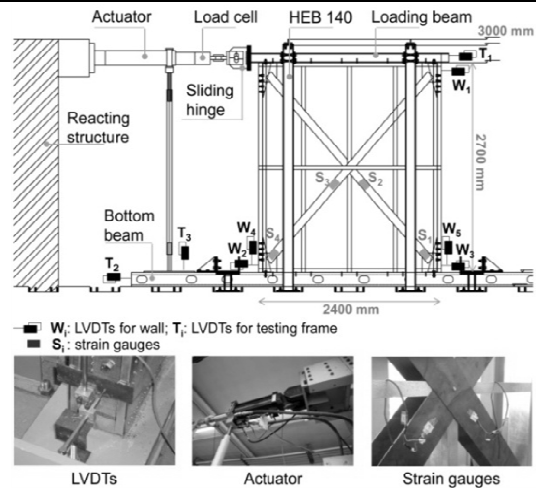 Actuator
Load cell
HEB 140
Loading beam
3000 mm
Sliding
hinge
T1
W1
Reacting
structure
2700 mm
S3
S2
Bottom
beam
T3
W4
S4
W2
S1
W5
W3
T2
2400 mm
Wi: LVDTs for wall; Ti: LVDTs for testing frame
Si: strain gauges
LVDTs
Actuator
Strain gauges